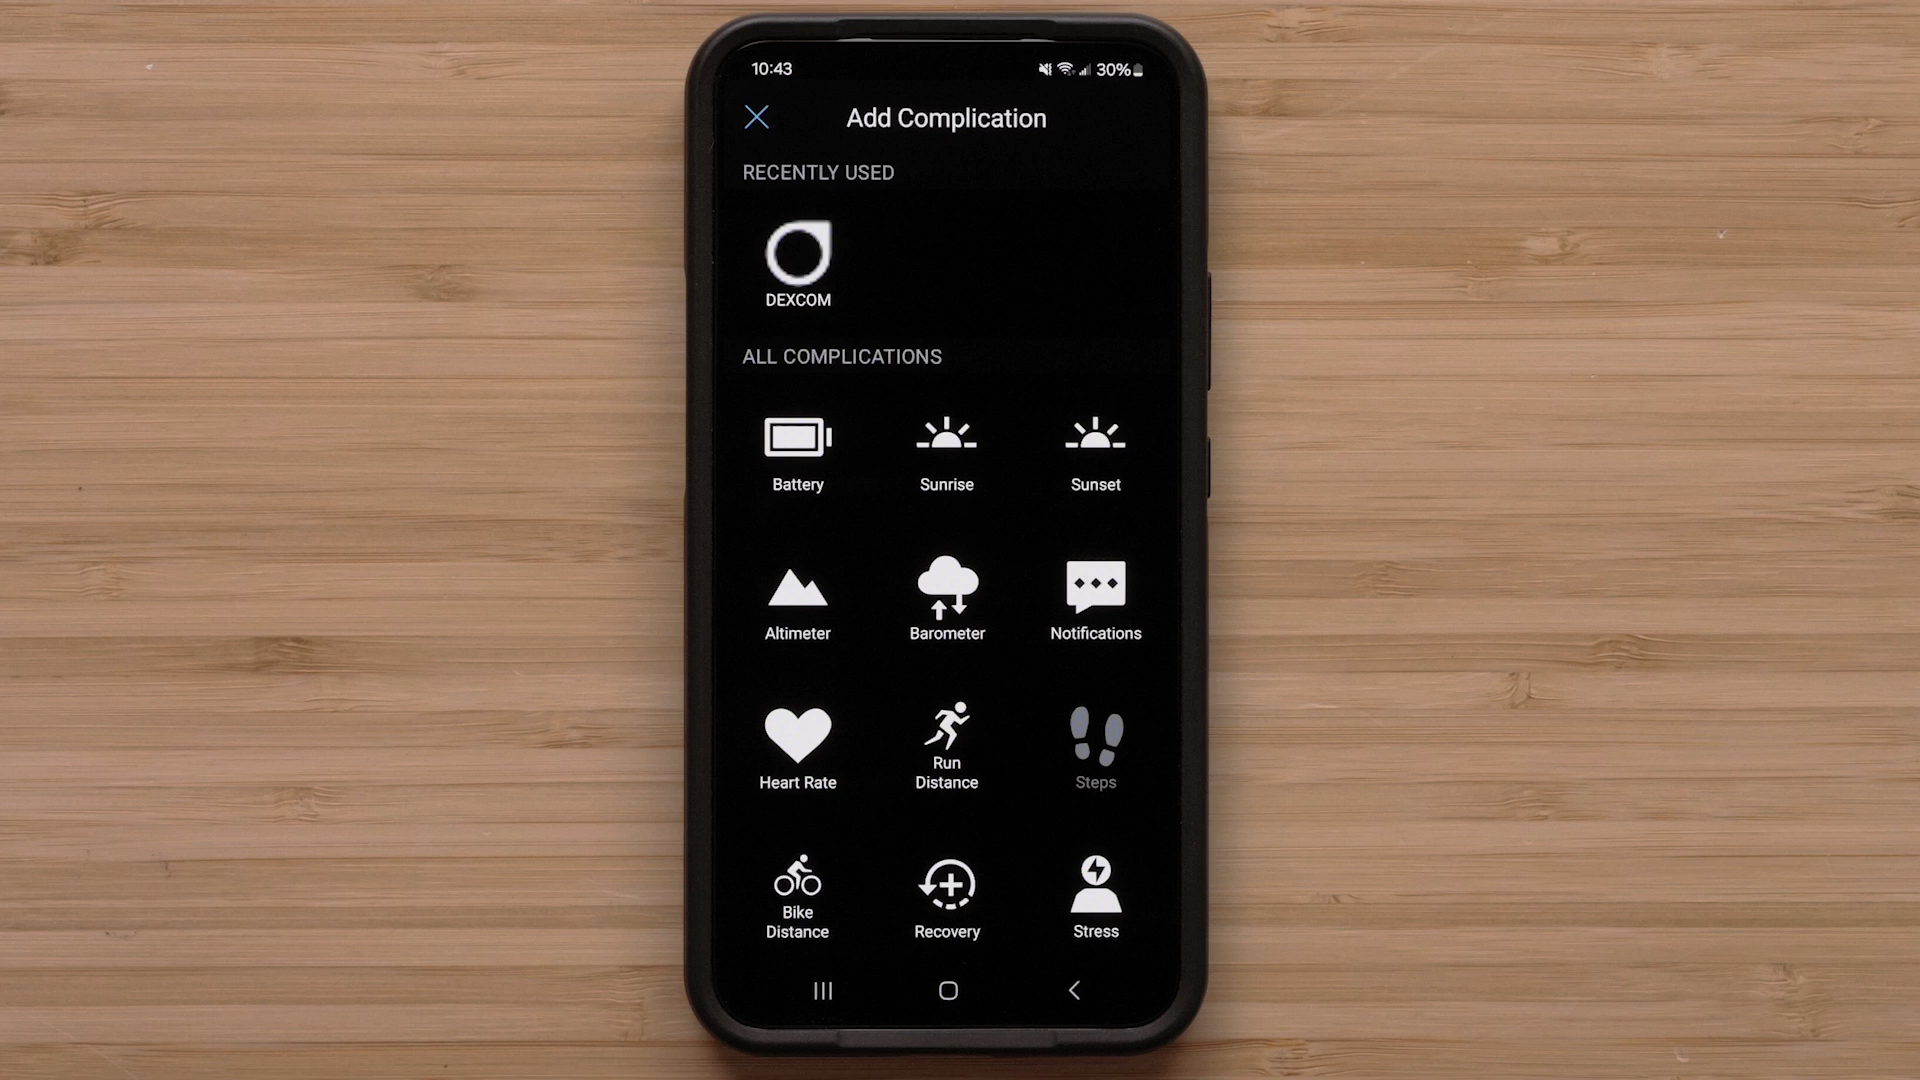 10:43
30%
Add Complication
RECENTLY USED
DEXCOM
ALL COMPLICATIONS
Battery
Sunrise
Sunset
Altimeter
Barometer
Notifications
Heart Rate
Run
Distance
Steps
Bike
Distance
Recovery
Stress